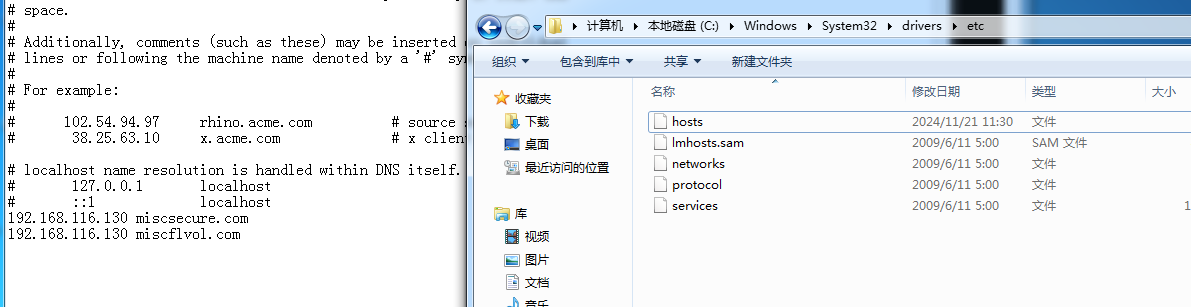 # space.
#
# Additionally, comments (such as these) may be inserted
# lines or following the machine name denoted by a '#'
#
# For example:
#
#      102.54.94.97     rhino.acme.com          # source
#       38.25.63.10     x.acme.com              # x
# localhost name resolution is handled within DNS itself.
#       127.0.0.1       localhost
#       ::1             localhost
192.168.116.130 miscsecure.com
192.168.116.130 miscflvol.com
计算机 本地磁盘 (C:) Windows System32 drivers etc
组织 包含到库中 共享 新建文件夹
收藏夹
下载
桌面
最近访问的位置
库
视频
图片
文档
音乐
名称 修改日期 类型 大小
hosts 2024/11/21 11:30 文件
lmhosts.sam 2009/6/11 5:00 SAM 文件
networks 2009/6/11 5:00 文件
protocol 2009/6/11 5:00 文件
services 2009/6/11 5:00 文件 1